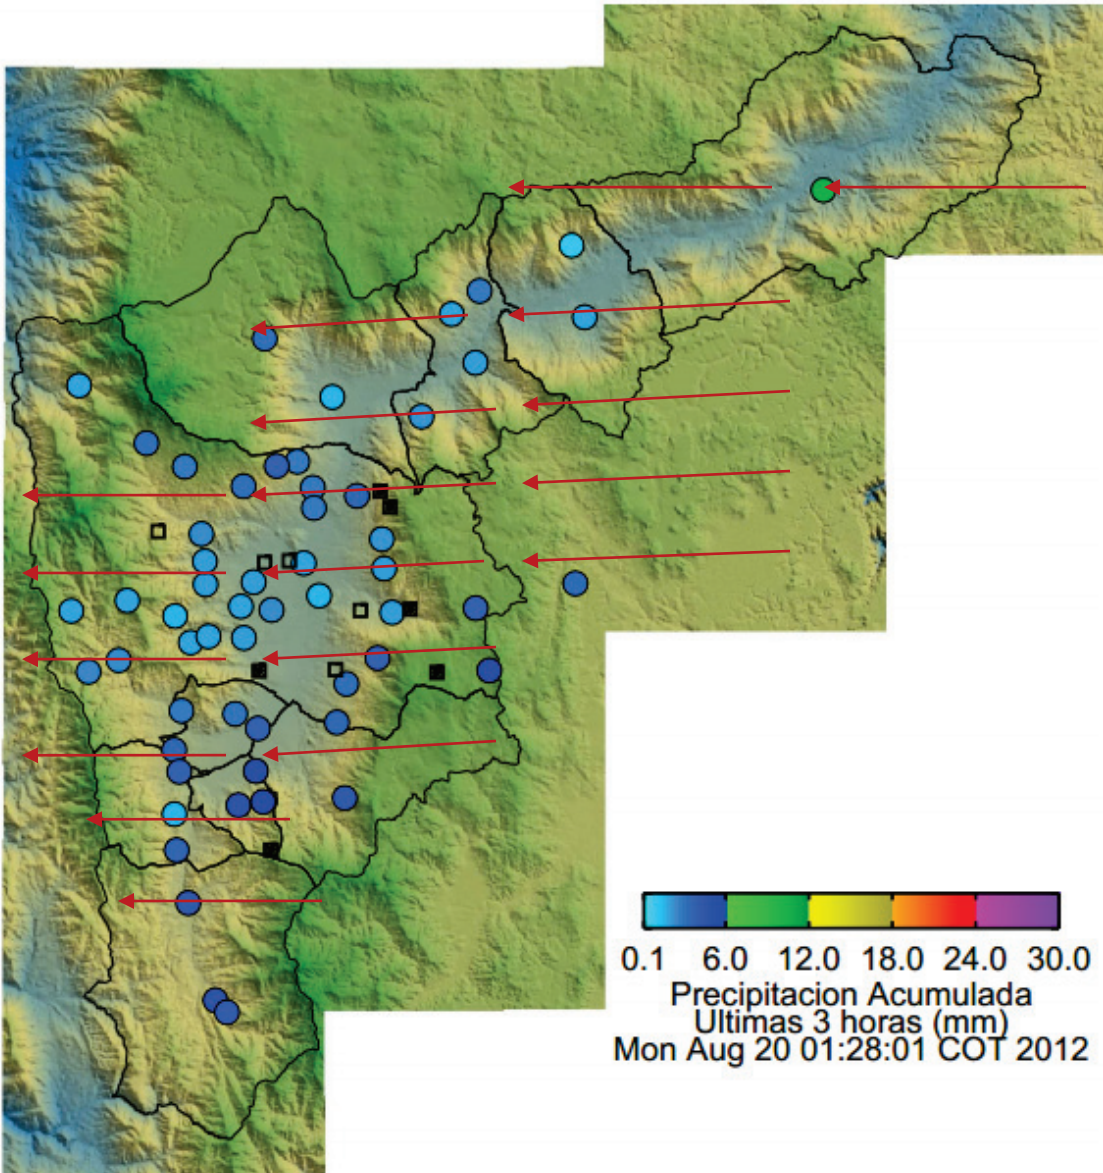 0.1 6.0 12.0 18.0 24.0 30.0
Precipitacion Acumulada
Ultimas 3 horas (mm)
Mon Aug 20 01:28:01 COT 2012